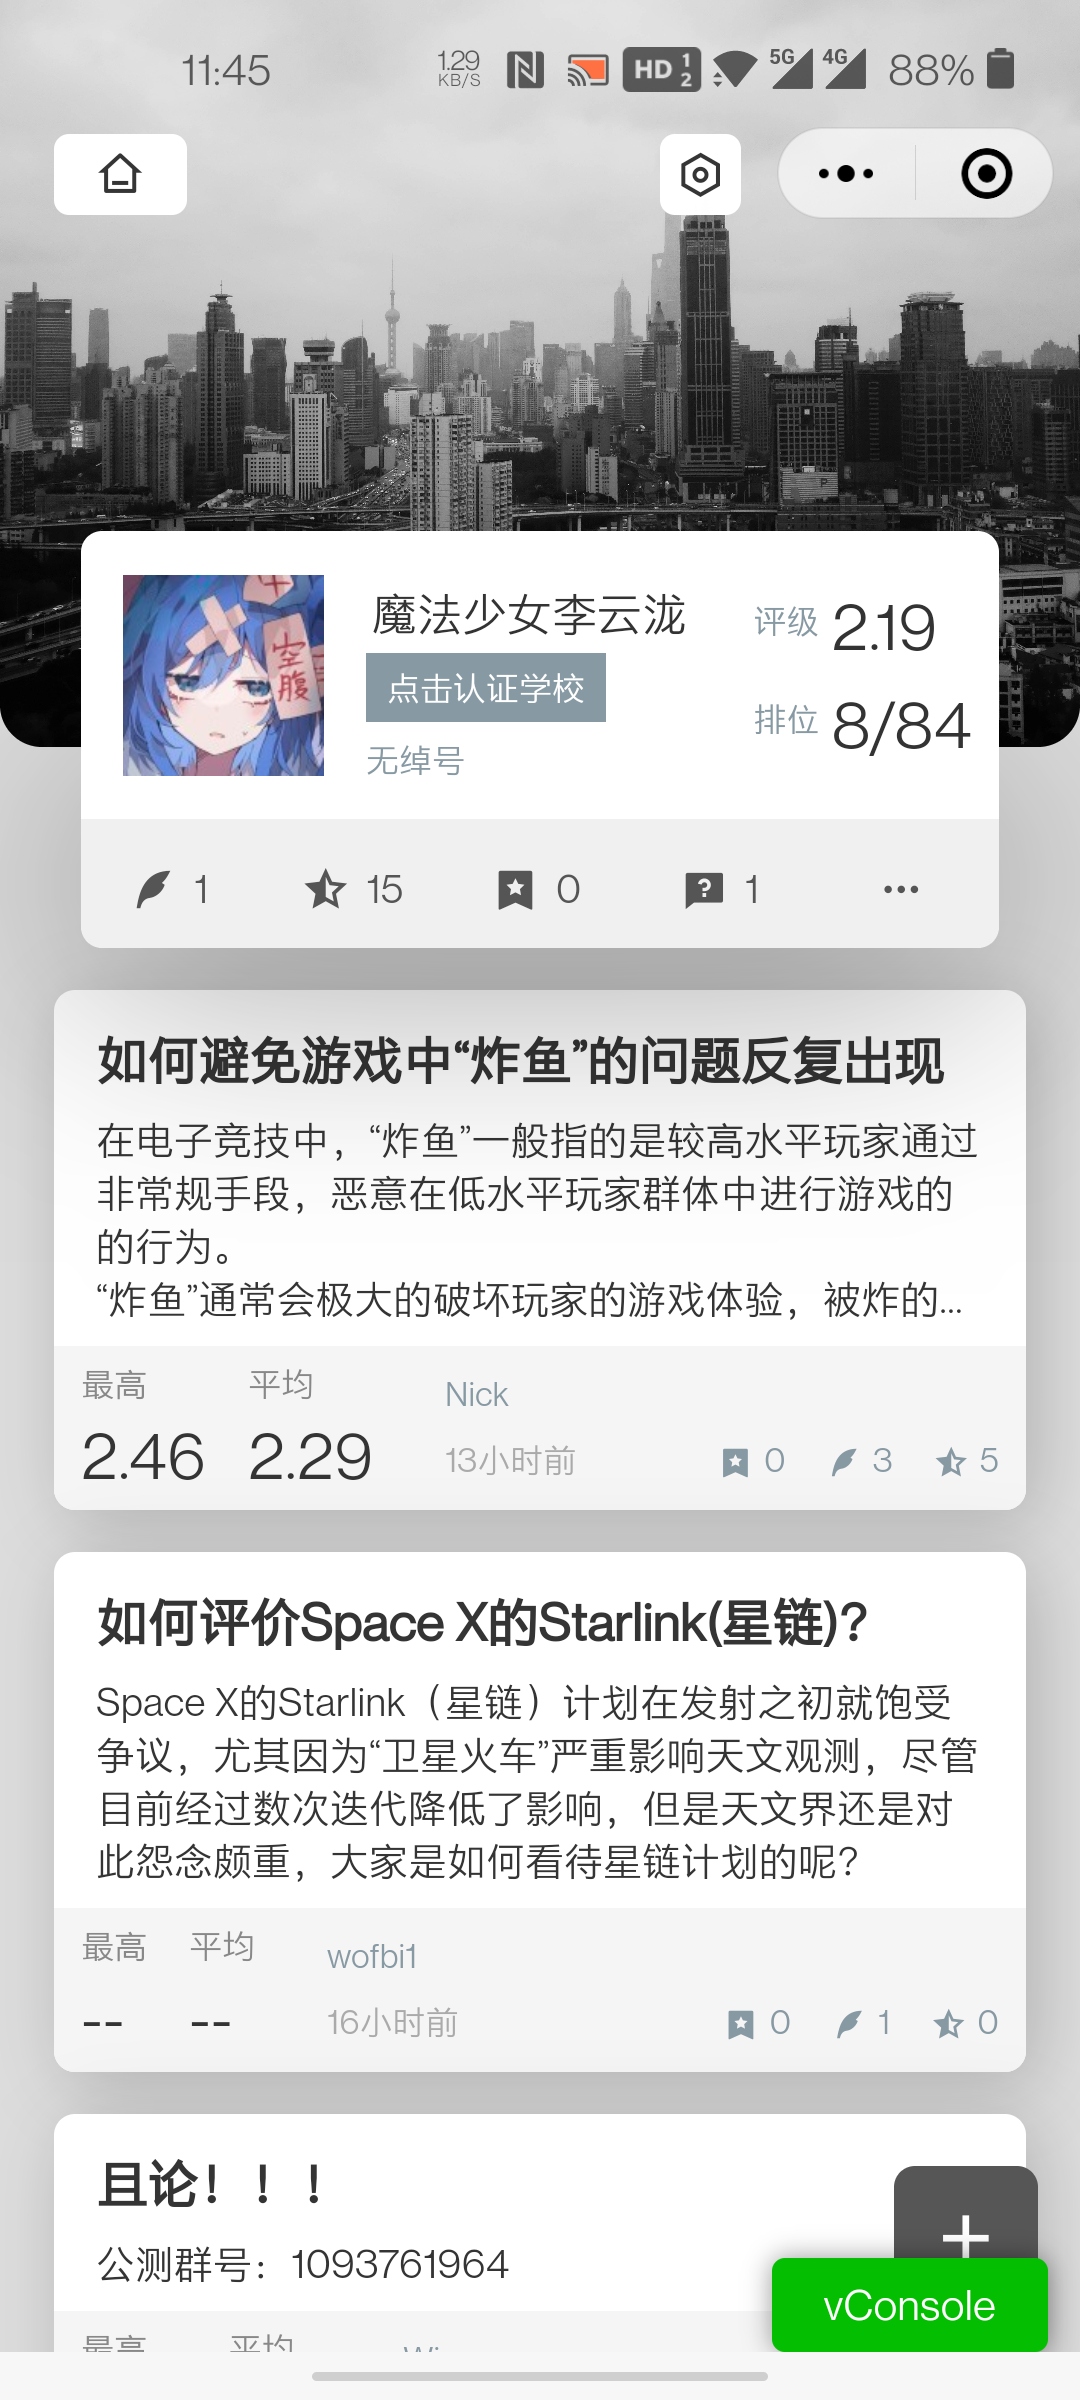 11:45
1.29
KB/S
HD 1
2
5G
4G
88%
魔法少女李云泷
点击认证学校
无绰号
评级 2.19
排位 8/84
空腹
1
15
0
1
如何避免游戏中“炸鱼”的问题反复出现
在电子竞技中，“炸鱼”一般指的是较高水平玩家通过
非常规手段，恶意在低水平玩家群体中进行游戏的
的行为。
“炸鱼”通常会极大的破坏玩家的游戏体验，被炸的...
最高 平均
Nick
2.46 2.29
13小时前
0 3 5
如何评价Space X的Starlink(星链)?
Space X的Starlink（星链）计划在发射之初就饱受
争议，尤其因为“卫星火车”严重影响天文观测，尽管
目前经过数次迭代降低了影响，但是天文界还是对
此怨念颇重，大家是如何看待星链计划的呢？
最高 平均
wofbi1
-- --
16小时前
0 1 0
且论！！！
公测群号：1093761964
vConsole
最高 平均